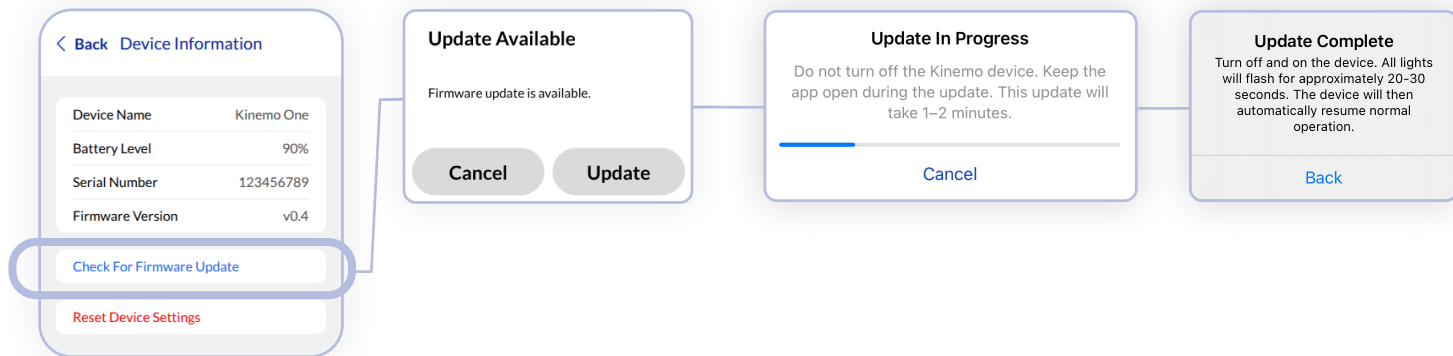 Back Device Information
Device Name Kinemo One
Battery Level 90%
Serial Number 123456789
Firmware Version v0.4
Check For Firmware Update
Reset Device Settings
Update Available
Firmware update is available.
Cancel Update
Update In Progress
Do not turn off the Kinemo device. Keep the
app open during the update. This update will
take 1–2 minutes.
Cancel
Update Complete
Turn off and on the device. All lights
will flash for approximately 20-30
seconds. The device will then
automatically resume normal
operation.
Back